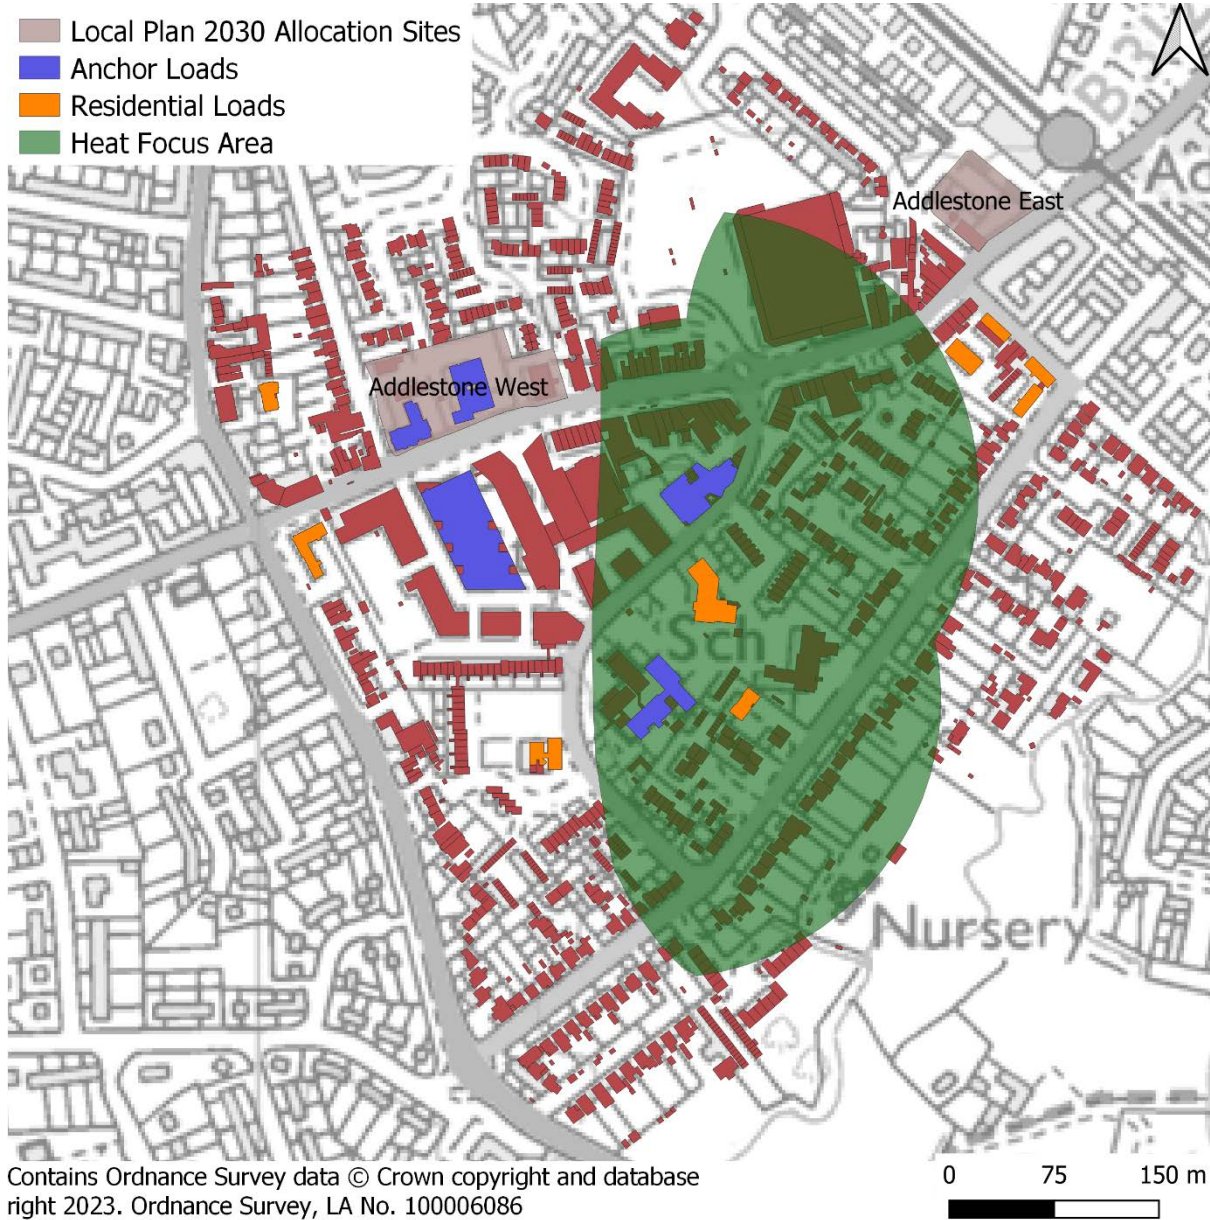 Local Plan 2030 Allocation Sites
Anchor Loads
Residential Loads
Heat Focus Area
Addlestone East
Addlestone West
Sch
Nursery
Contains Ordnance Survey data © Crown copyright and database
right 2023. Ordnance Survey, LA No. 100006086
0 75 150 m